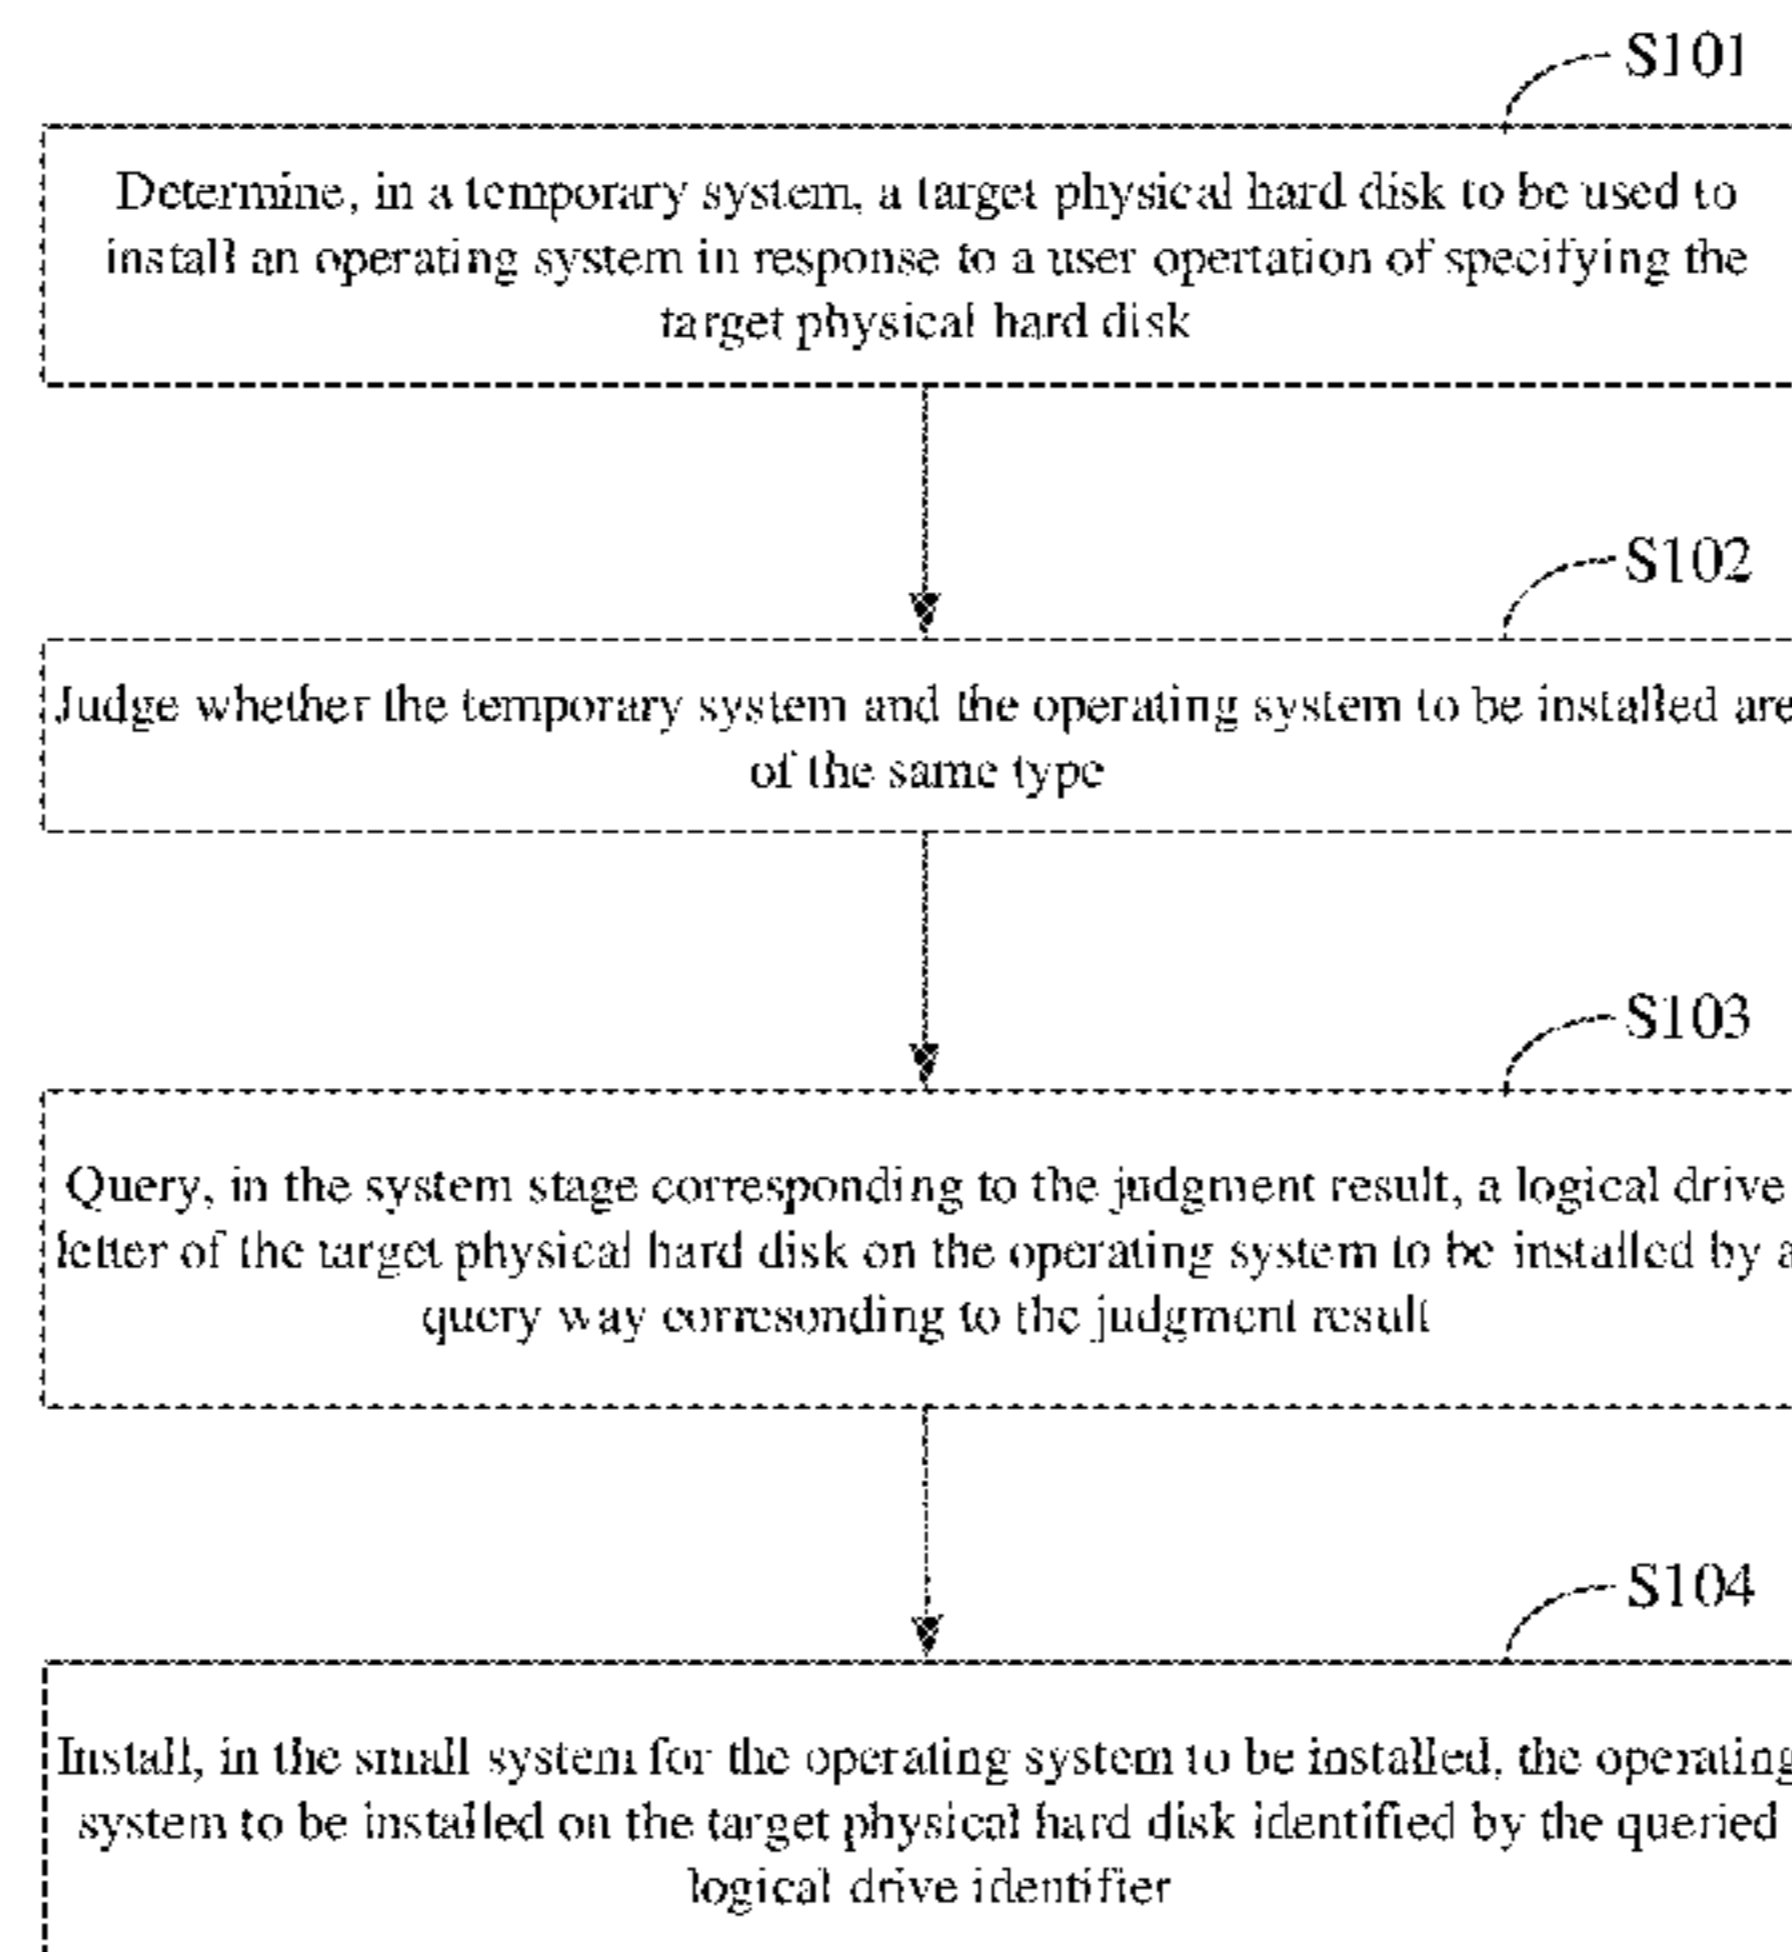 S101
Determine, in a temporary system, a target physical hard disk to be used to
install an operating system in response to a user opertation of specifying the
target physical hard disk
S102
Judge whether the temporary system and the operating system to be installed are
of the same type
S103
Query, in the system stage corresponding to the judgment result, a logical drive
letter of the target physical hard disk on the operating system to be installed by a
query way corresonding to the judgment result
S104
Install, in the small system for the operating system to be installed, the operating
system to be installed on the target physical hard disk identified by the queried
logical drive identifier